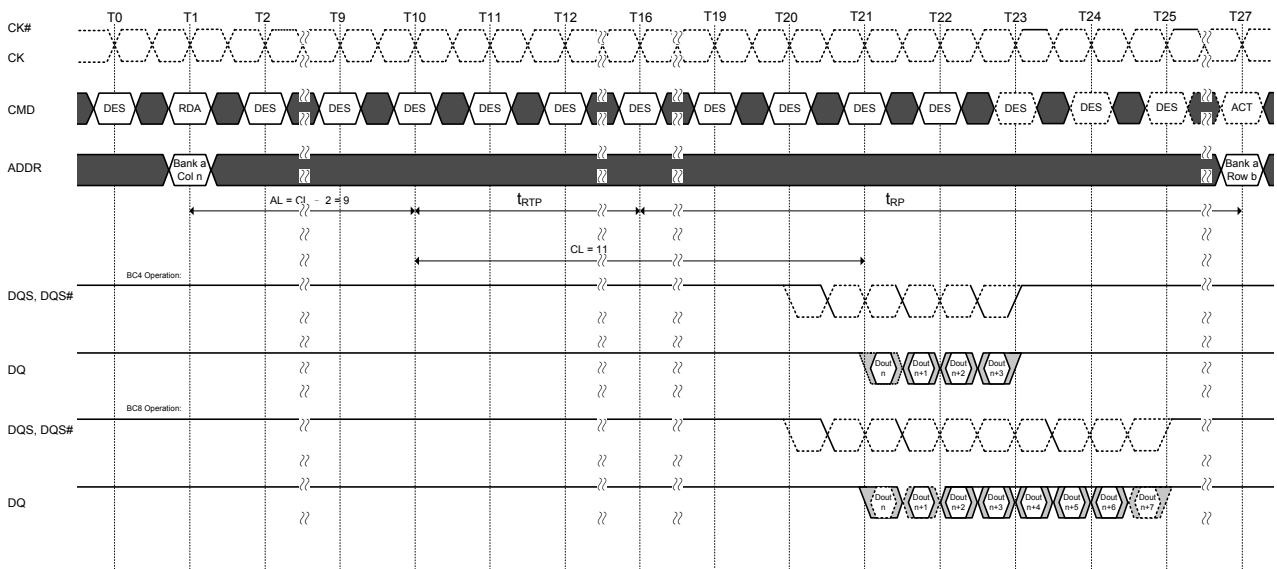 T0 T1 T2 T9 T10 T11 T12 T16 T19 T20 T21 T22 T23 T24 T25 T27
CK#
CK
CMD DES RDA DES DES DES DES DES DES DES DES DES DES DES DES DES ACT
ADDR Bank a Col n Bank a Row b
AL = CL - 2 = 9 tRTP tRP
CL = 11
BC4 Operation:
DQS, DQS#
DQ Dout n Dout n+1 Dout n+2 Dout n+3
BC8 Operation:
DQS, DQS#
DQ Dout n Dout n+1 Dout n+2 Dout n+3 Dout n+4 Dout n+5 Dout n+6 Dout n+7